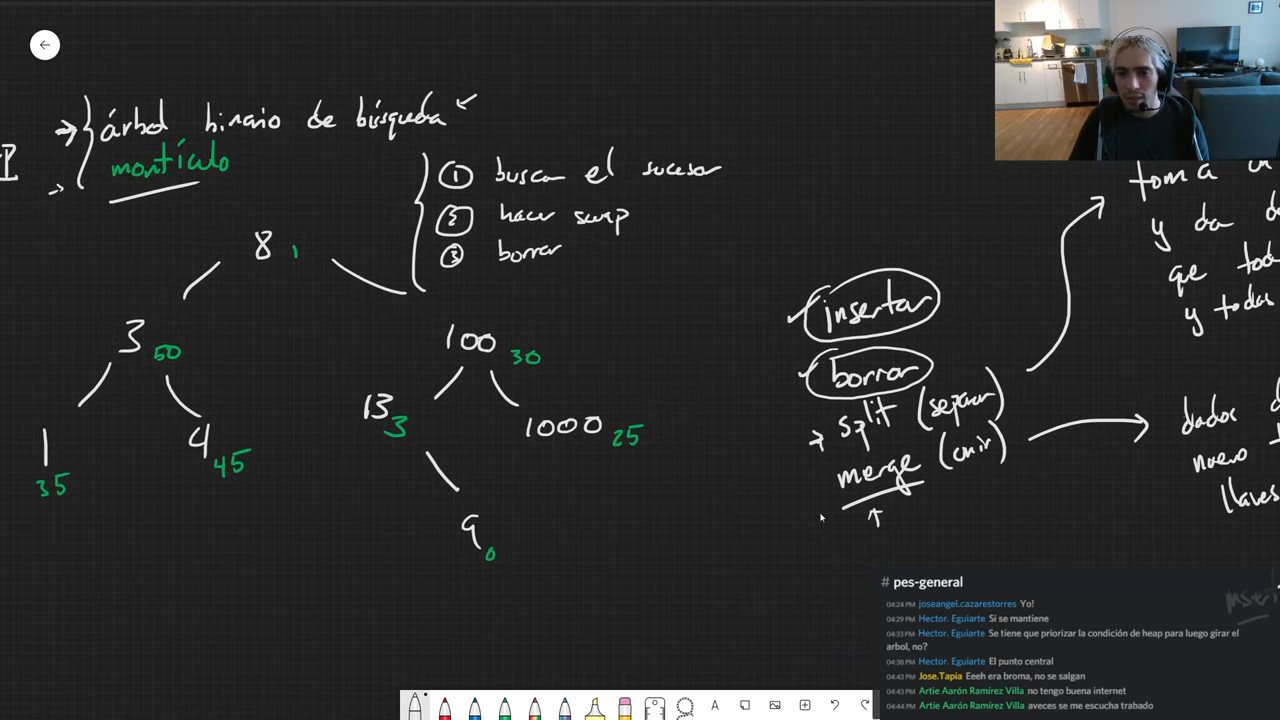 árbol binario de búsqueda
montículo
① buscar el sucesor
② hacer swap
③ borrar
8 1
3 50
100 30
1 35
4 45
13 3
1000 25
9 0
insertar
borrar
split (separar)
merge (unir)
toma
y da
que tod
y todas
dados
nuevo
llaves
# pes-general
04:24 PM joseangel.cazarestorres Yo!
04:29 PM Hector. Eguiarte Si se mantiene
04:33 PM Hector. Eguiarte Se tiene que priorizar la condición de heap para luego girar el
arbol, no?
04:38 PM Hector. Eguiarte El punto central
04:43 PM Jose.Tapia Eeeh era broma, no se salgan
04:43 PM Artie Aarón Ramírez Villa no tengo buena internet
04:44 PM Artie Aarón Ramírez Villa aveces se me escucha trabado